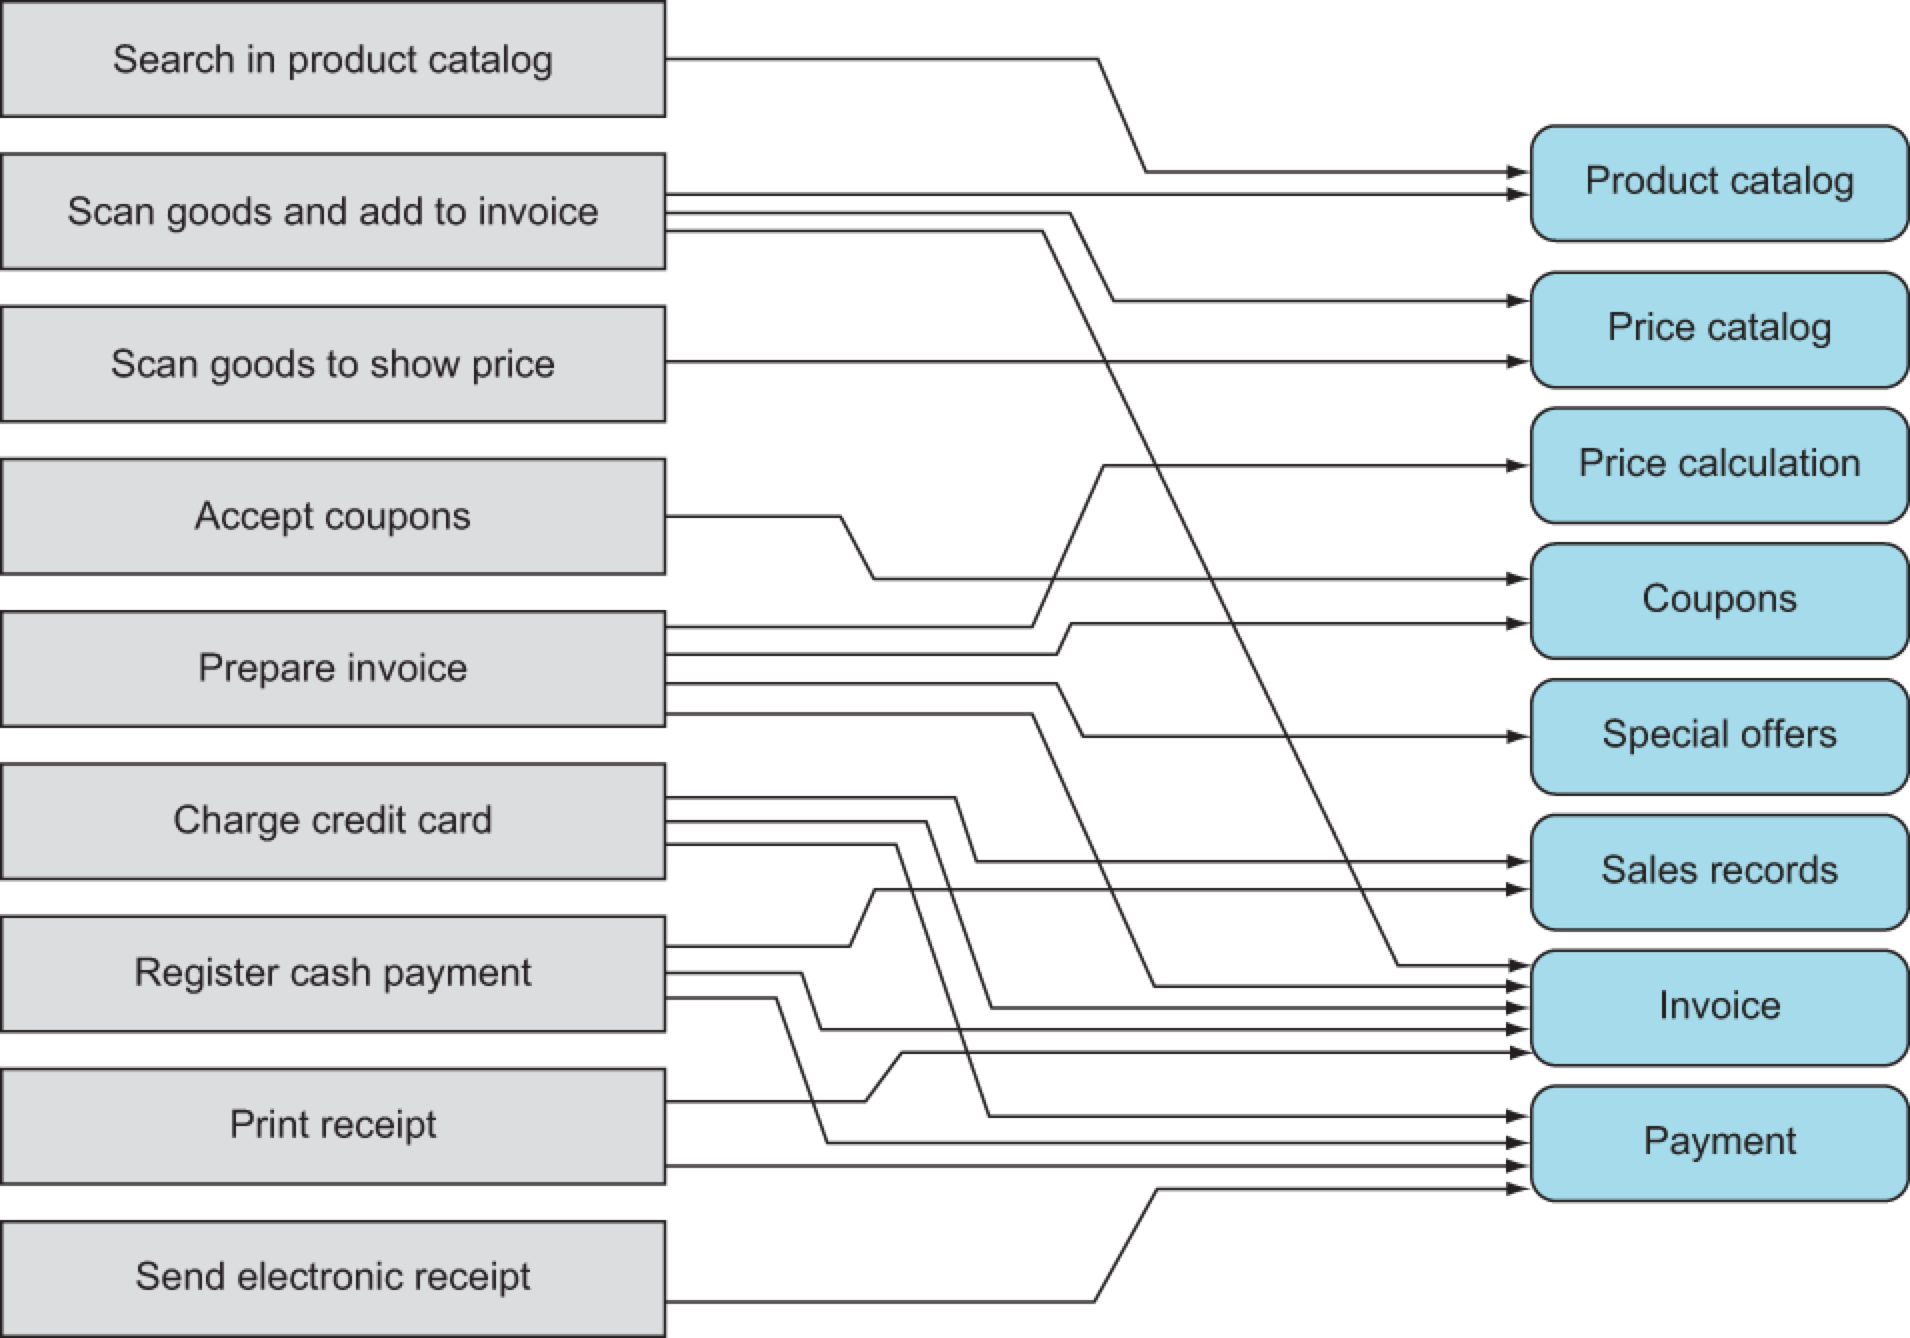 Search in product catalog
Scan goods and add to invoice
Scan goods to show price
Accept coupons
Prepare invoice
Charge credit card
Register cash payment
Print receipt
Send electronic receipt
Product catalog
Price catalog
Price calculation
Coupons
Special offers
Sales records
Invoice
Payment